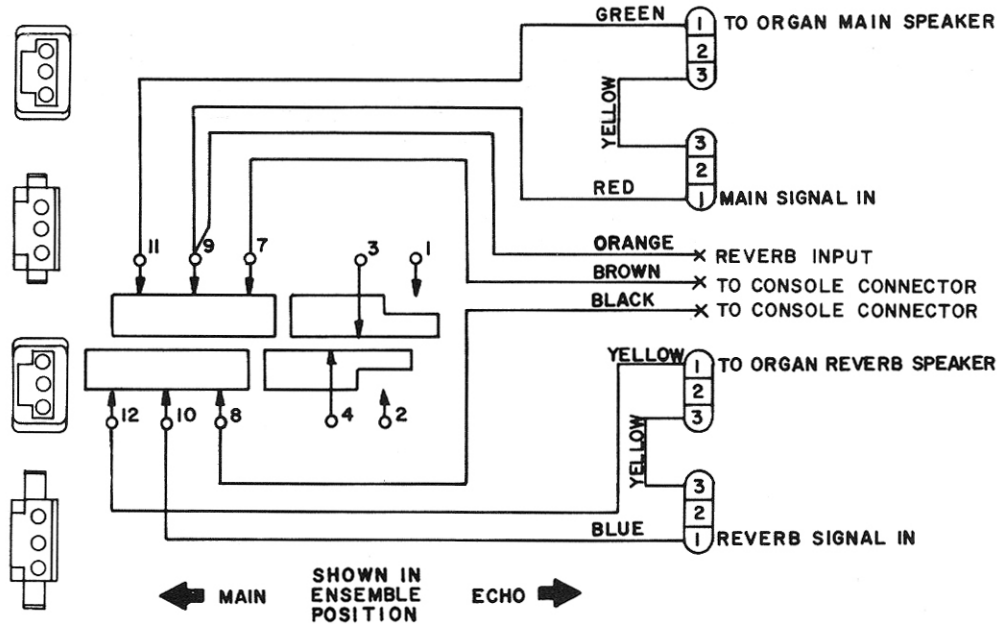 GREEN
1 TO ORGAN MAIN SPEAKER
2
3
YELLOW
3
2
RED
1 MAIN SIGNAL IN
11 9 7 3 1
ORANGE REVERB INPUT
BROWN TO CONSOLE CONNECTOR
BLACK TO CONSOLE CONNECTOR
YELLOW 1 TO ORGAN REVERB SPEAKER
2
3
12 10 8 4 2
YELLOW
3
2
BLUE 1 REVERB SIGNAL IN
MAIN
SHOWN IN
ENSEMBLE
POSITION
ECHO